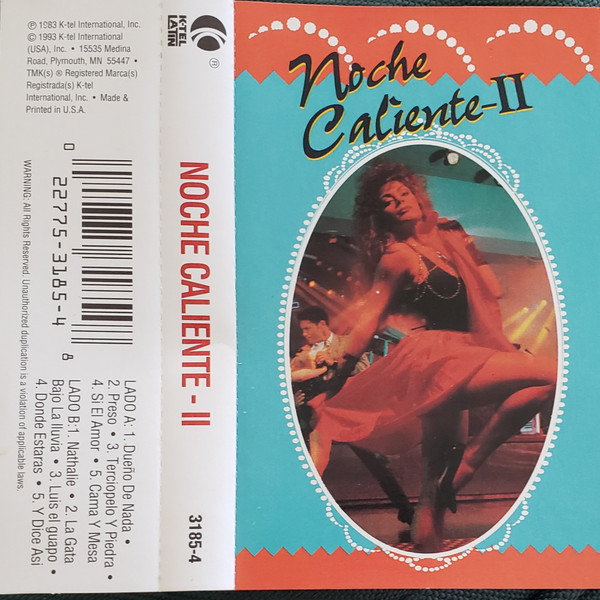 ℗ 1983 K-tel International, Inc.
© 1993 K-tel International
(USA), Inc. • 15535 Medina
Road, Plymouth, MN 55447 •
TMK(s) ® Registered Marca(s)
Registrada(s) K-tel
International, Inc. • Made &
Printed in U.S.A.
0 22775-3185-4 8
WARNING: All Rights Reserved. Unauthorized duplication is a violation of applicable laws.
LADO A: 1. Dueño De Nada •
2. Preso • 3. Terciopelo Y Piedra •
4. Si El Amor • 5. Cama Y Mesa
LADO B:1. Nathalie • 2. La Gata
Bajo La Iluvia • 3. Luis el guapo •
4. Donde Estaras • 5. Y Dice Asi
K-TEL
LATIN
®
NOCHE CALIENTE - II
3185-4
Noche
Caliente-II